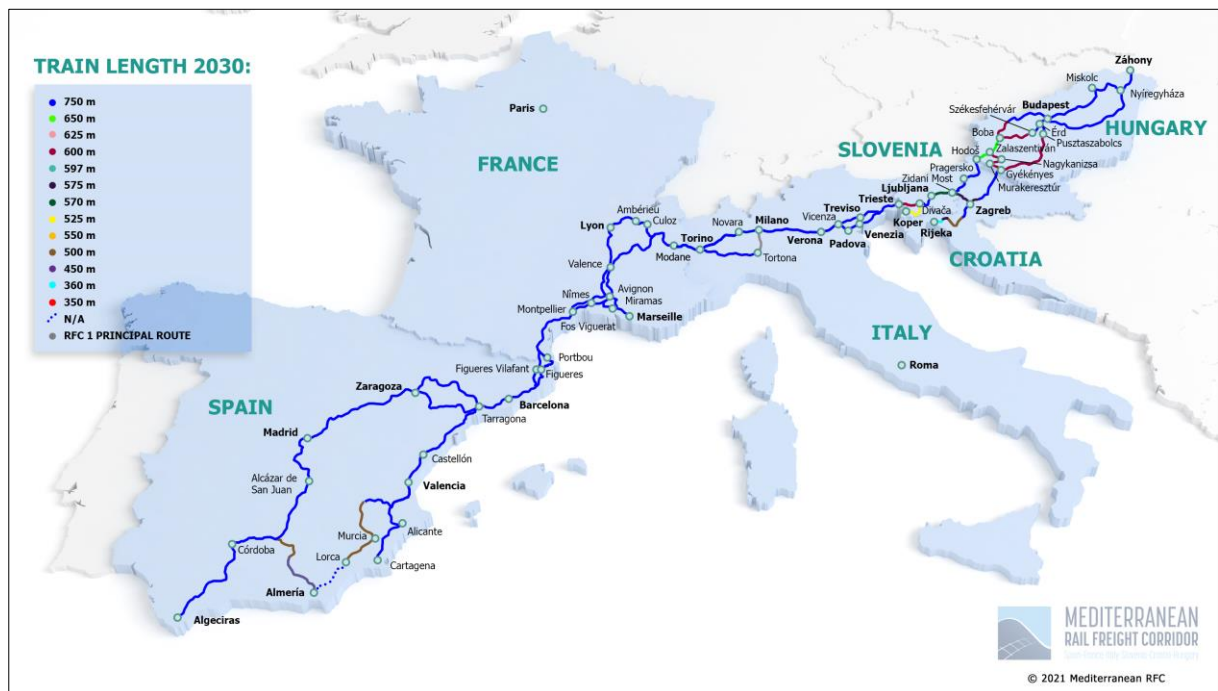 TRAIN LENGTH 2030:
750 m
650 m
625 m
600 m
597 m
575 m
570 m
525 m
550 m
500 m
450 m
360 m
350 m
N/A
RFC 1 PRINCIPAL ROUTE
Paris
FRANCE
SPAIN
ITALY
SLOVENIA
CROATIA
HUNGARY
Záhony
Miskolc
Nyíregyháza
Székesfehérvár
Budapest
Boba
Érd
Pusztaszabolcs
Hodoš
Zalaszentiván
Pragersko
Nagykanizsa
Zidani Most
Gyékényes
Murakeresztúr
Ljubljana
Trieste
Divača
Zagreb
Koper
Rijeka
Treviso
Vicenza
Venezia
Padova
Verona
Milano
Novara
Torino
Tortona
Modane
Ambérieu
Culoz
Lyon
Valence
Avignon
Nîmes
Miramas
Montpellier
Marseille
Fos Viguerat
Portbou
Figueres Vilafant
Figueres
Zaragoza
Barcelona
Tarragona
Madrid
Castellón
Alcázar de
San Juan
Valencia
Alicante
Murcia
Córdoba
Lorca
Cartagena
Almería
Algeciras
Roma
MEDITERRANEAN
RAIL FREIGHT CORRIDOR
© 2021 Mediterranean RFC